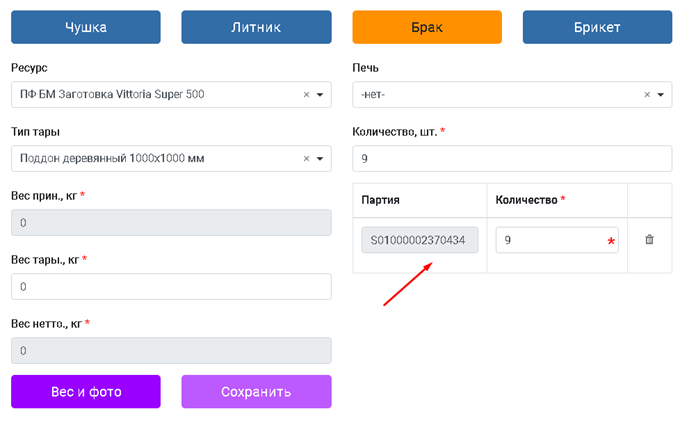 Чушка
Литник
Брак
Брикет
Ресурс
ПФ БМ Заготовка Vittoria Super 500 ×
Печь
-нет- ×
Тип тары
Поддон деревянный 1000х1000 мм ×
Количество, шт. *
9
Вес прин., кг *
0
Партия
Количество *
S01000002370434
9 *
Вес тары., кг *
0
Вес нетто., кг *
0
Вес и фото
Сохранить